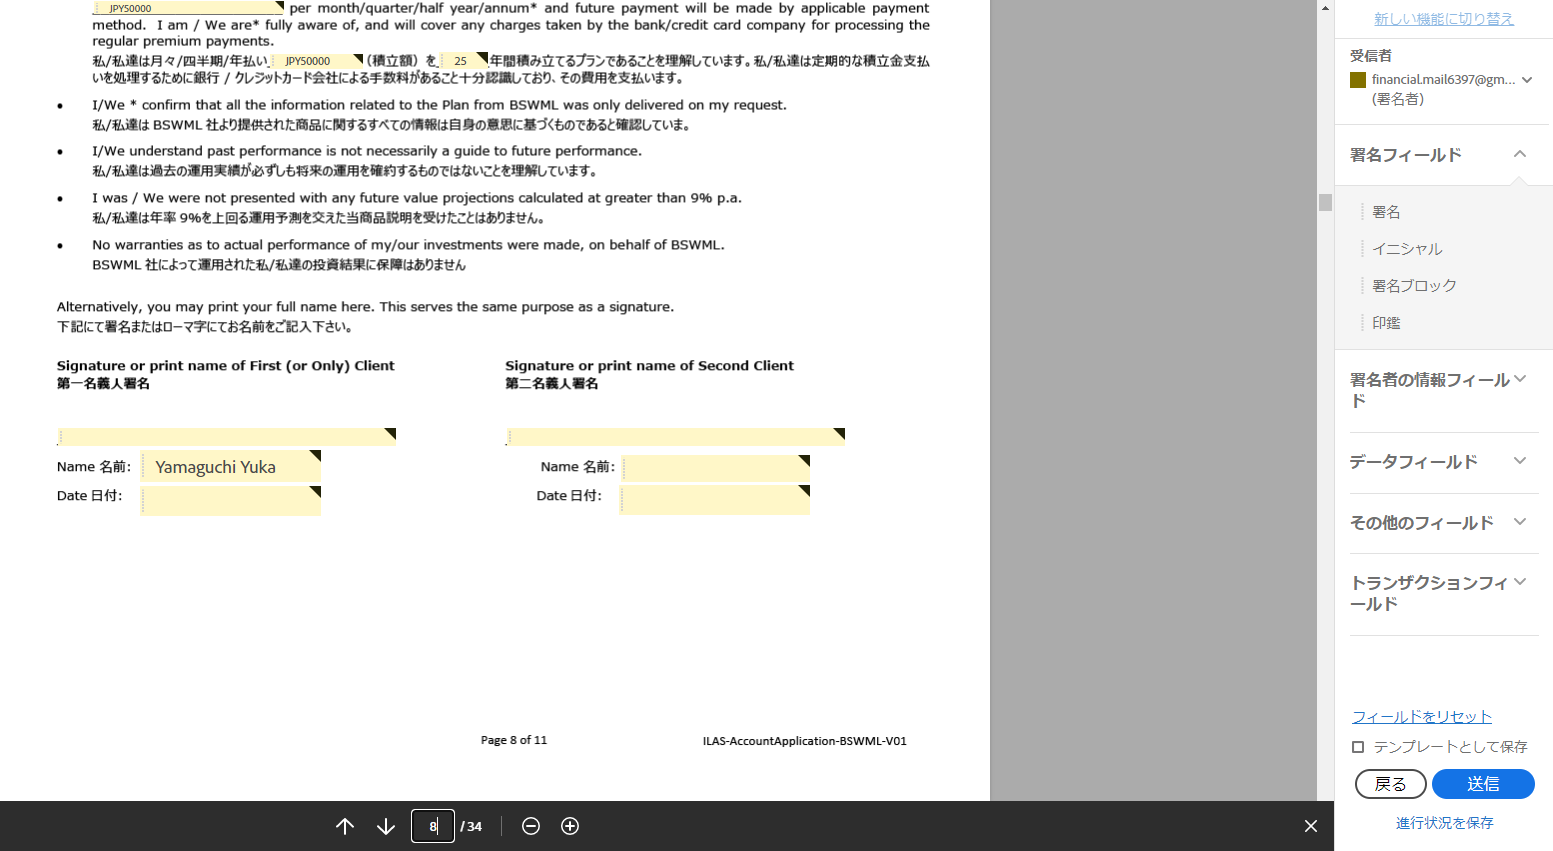 JPY50000 per month/quarter/half year/annum* and future payment will be made by applicable payment
method. I am / We are* fully aware of, and will cover any charges taken by the bank/credit card company for processing the
regular premium payments.
私/私達は月々/四半期/年払い JPY50000 （積立額）を 25 年間積み立てるプランであることを理解しています。私/私達は定期的な積立金支払
いを処理するために銀行 / クレジットカード会社による手数料があること十分認識しており、その費用を支払います。
• I/We * confirm that all the information related to the Plan from BSWML was only delivered on my request.
私/私達は BSWML 社より提供された商品に関するすべての情報は自身の意思に基づくものであると確認していま。
• I/We understand past performance is not necessarily a guide to future performance.
私/私達は過去の運用実績が必ずしも将来の運用を確約するものではないことを理解しています。
• I was / We were not presented with any future value projections calculated at greater than 9% p.a.
私/私達は年率 9%を上回る運用予測を交えた当商品説明を受けたことはありません。
• No warranties as to actual performance of my/our investments were made, on behalf of BSWML.
BSWML 社によって運用された私/私達の投資結果に保障はありません
Alternatively, you may print your full name here. This serves the same purpose as a signature.
下記にて署名またはローマ字にてお名前をご記入下さい。
Signature or print name of First (or Only) Client
第一名義人署名
Signature or print name of Second Client
第二名義人署名
Name 名前: Yamaguchi Yuka
Date 日付:
Name 名前:
Date 日付:
Page 8 of 11
ILAS-AccountApplication-BSWML-V01
8 / 34
新しい機能に切り替え
受信者
financial.mail6397@gm...
(署名者)
署名フィールド
署名
イニシャル
署名ブロック
印鑑
署名者の情報フィール
ド
データフィールド
その他のフィールド
トランザクションフィ
ールド
フィールドをリセット
テンプレートとして保存
戻る
送信
進行状況を保存